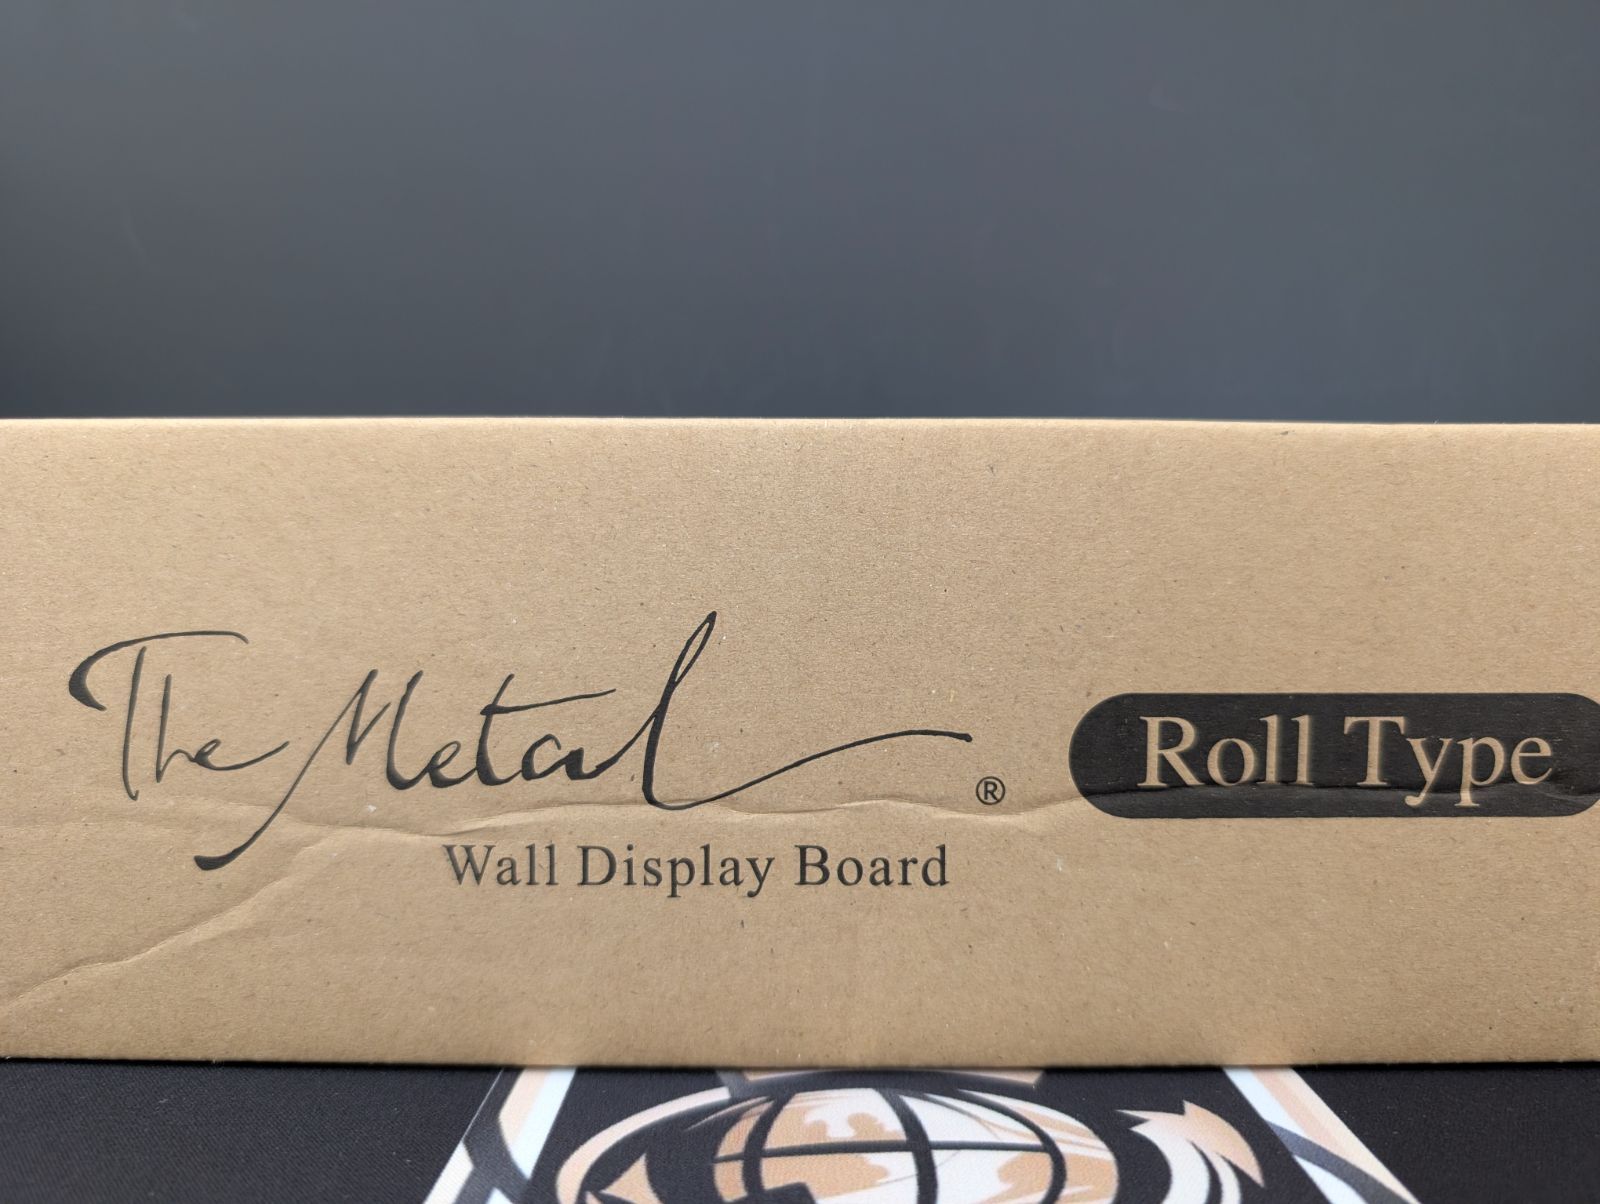 The Metal ®
Wall Display Board
Roll Type